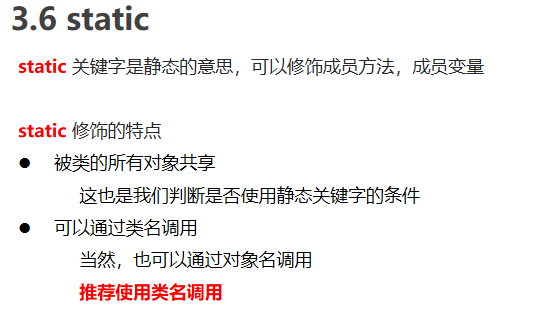 3.6 static
static 关键字是静态的意思，可以修饰成员方法，成员变量
static 修饰的特点
● 被类的所有对象共享
这也是我们判断是否使用静态关键字的条件
● 可以通过类名调用
当然，也可以通过对象名调用
推荐使用类名调用